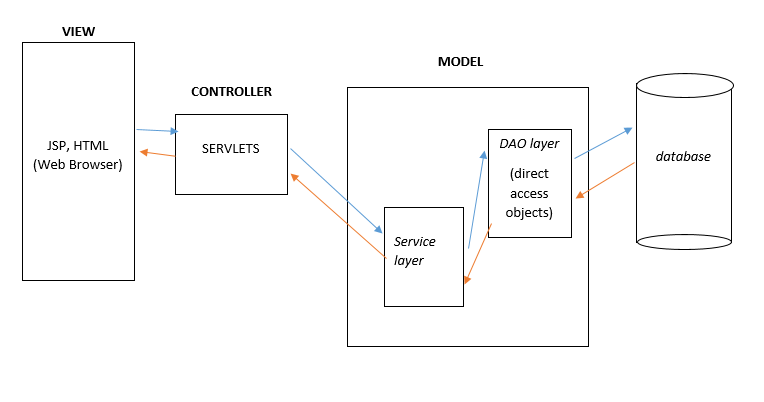 VIEW
JSP, HTML
(Web Browser)
CONTROLLER
SERVLETS
MODEL
Service
layer
DAO layer
(direct
access
objects)
database